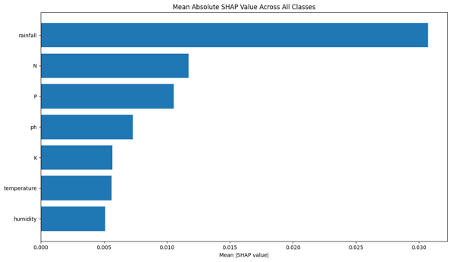 Mean Absolute SHAP Value Across All Classes
rainfall
N
P
ph
K
temperature
humidity
0.000 0.005 0.010 0.015 0.020 0.025 0.030
Mean |SHAP value|